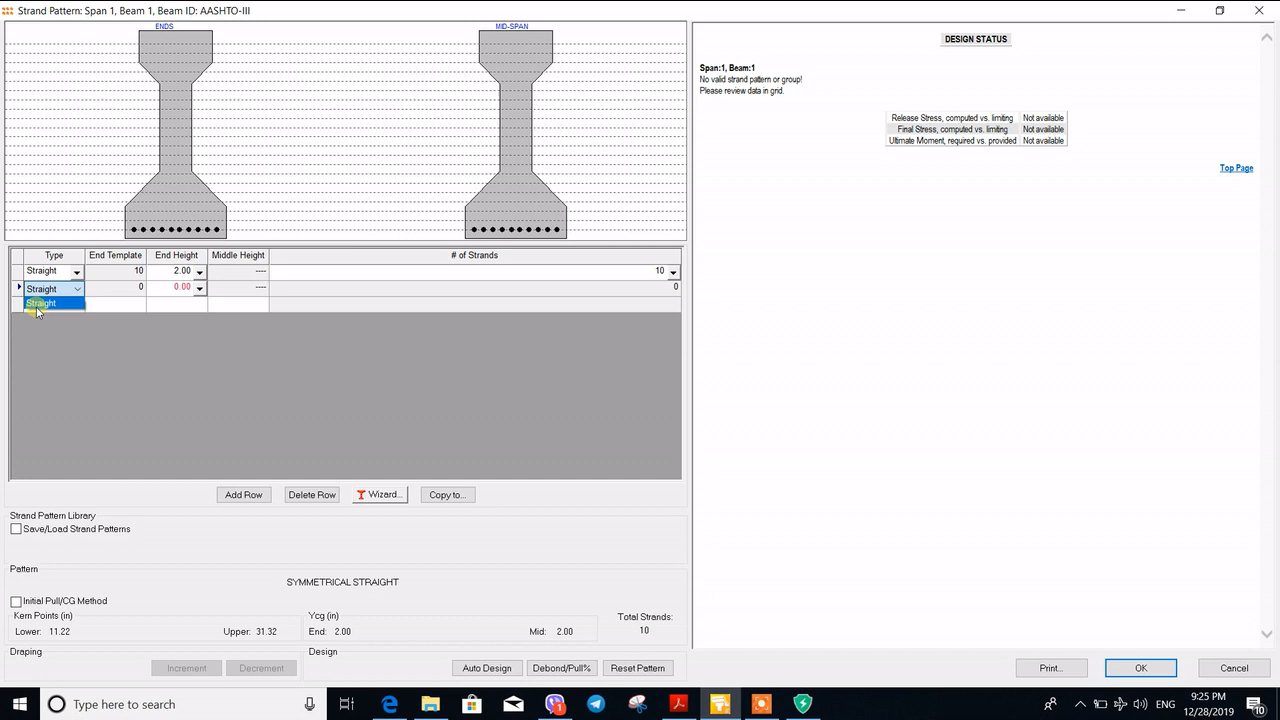 Strand Pattern: Span 1, Beam 1, Beam ID: AASHTO-III
ENDS
MID-SPAN
Type End Template End Height Middle Height # of Strands
Straight 10 2.00 ---- 10
Straight 0 0.00 ---- 0
Straight
Add Row Delete Row Wizard... Copy to...
Strand Pattern Library
Save/Load Strand Patterns
Pattern
SYMMETRICAL STRAIGHT
Initial Pull/CG Method
Kern Points (in) Ycg (in) Total Strands:
Lower: 11.22 Upper: 31.32 End: 2.00 Mid: 2.00 10
Draping Design
Increment Decrement Auto Design Debond/Pull% Reset Pattern
DESIGN STATUS
Span:1, Beam:1
No valid strand pattern or group!
Please review data in grid.
Release Stress, computed vs. limiting Not available
Final Stress, computed vs. limiting Not available
Ultimate Moment, required vs. provided Not available
Top Page
Print... OK Cancel
Type here to search
1
ENG
9:25 PM
12/28/2019
10